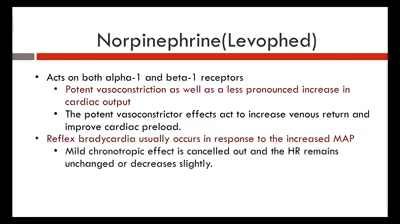 Norpinephrine(Levophed)
• Acts on both alpha-1 and beta-1 receptors
• Potent vasoconstriction as well as a less pronounced increase in
cardiac output
• The potent vasoconstrictor effects act to increase venous return and
improve cardiac preload.
• Reflex bradycardia usually occurs in response to the increased MAP
• Mild chronotropic effect is cancelled out and the HR remains
unchanged or decreases slightly.